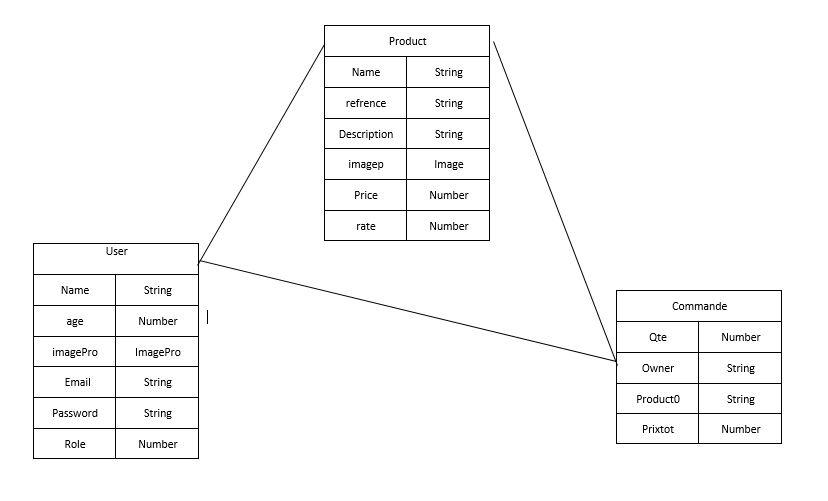 Product
Name String
refrence String
Description String
imagep Image
Price Number
rate Number
User
Name String
age Number
imagePro ImagePro
Email String
Password String
Role Number
Commande
Qte Number
Owner String
Product0 String
Prixtot Number